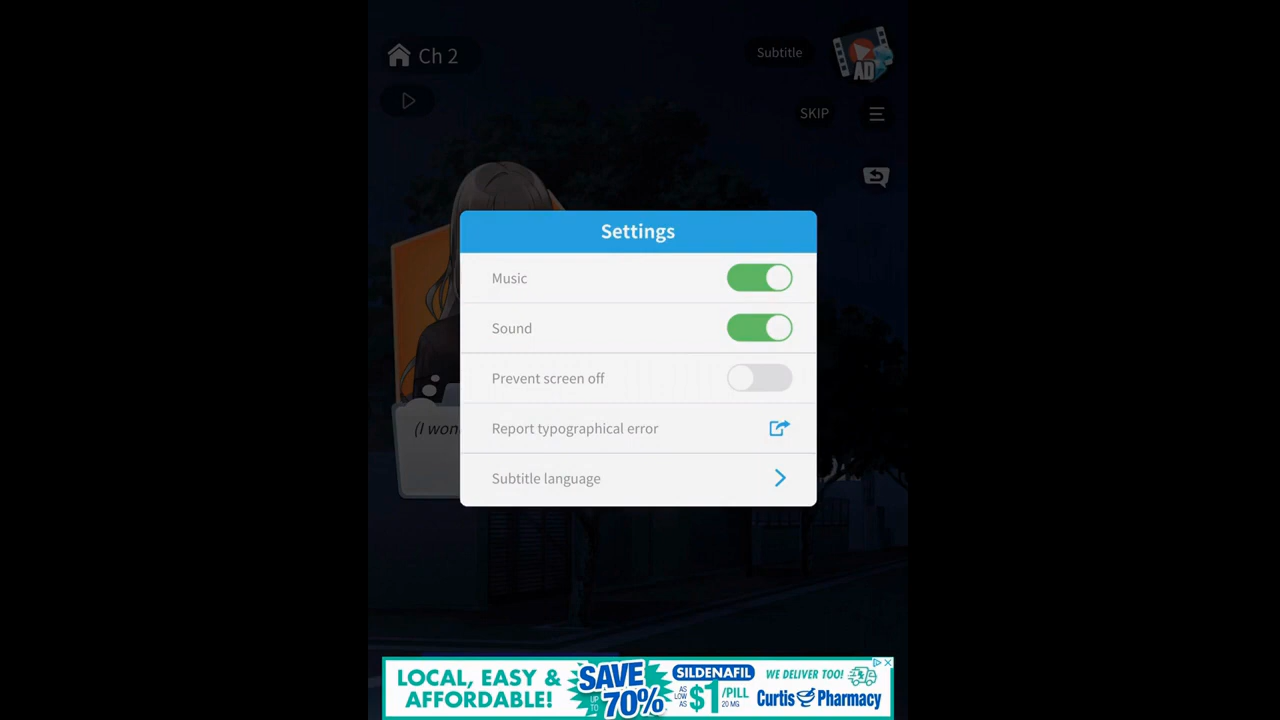 Ch 2
Subtitle
AD
SKIP
Settings
Music
Sound
Prevent screen off
Report typographical error
Subtitle language
(I won
LOCAL, EASY &
AFFORDABLE!
SAVE
UP TO 70%
SILDENAFIL
AS LOW AS $1/PILL
20 MG
WE DELIVER TOO!
Curtis Pharmacy